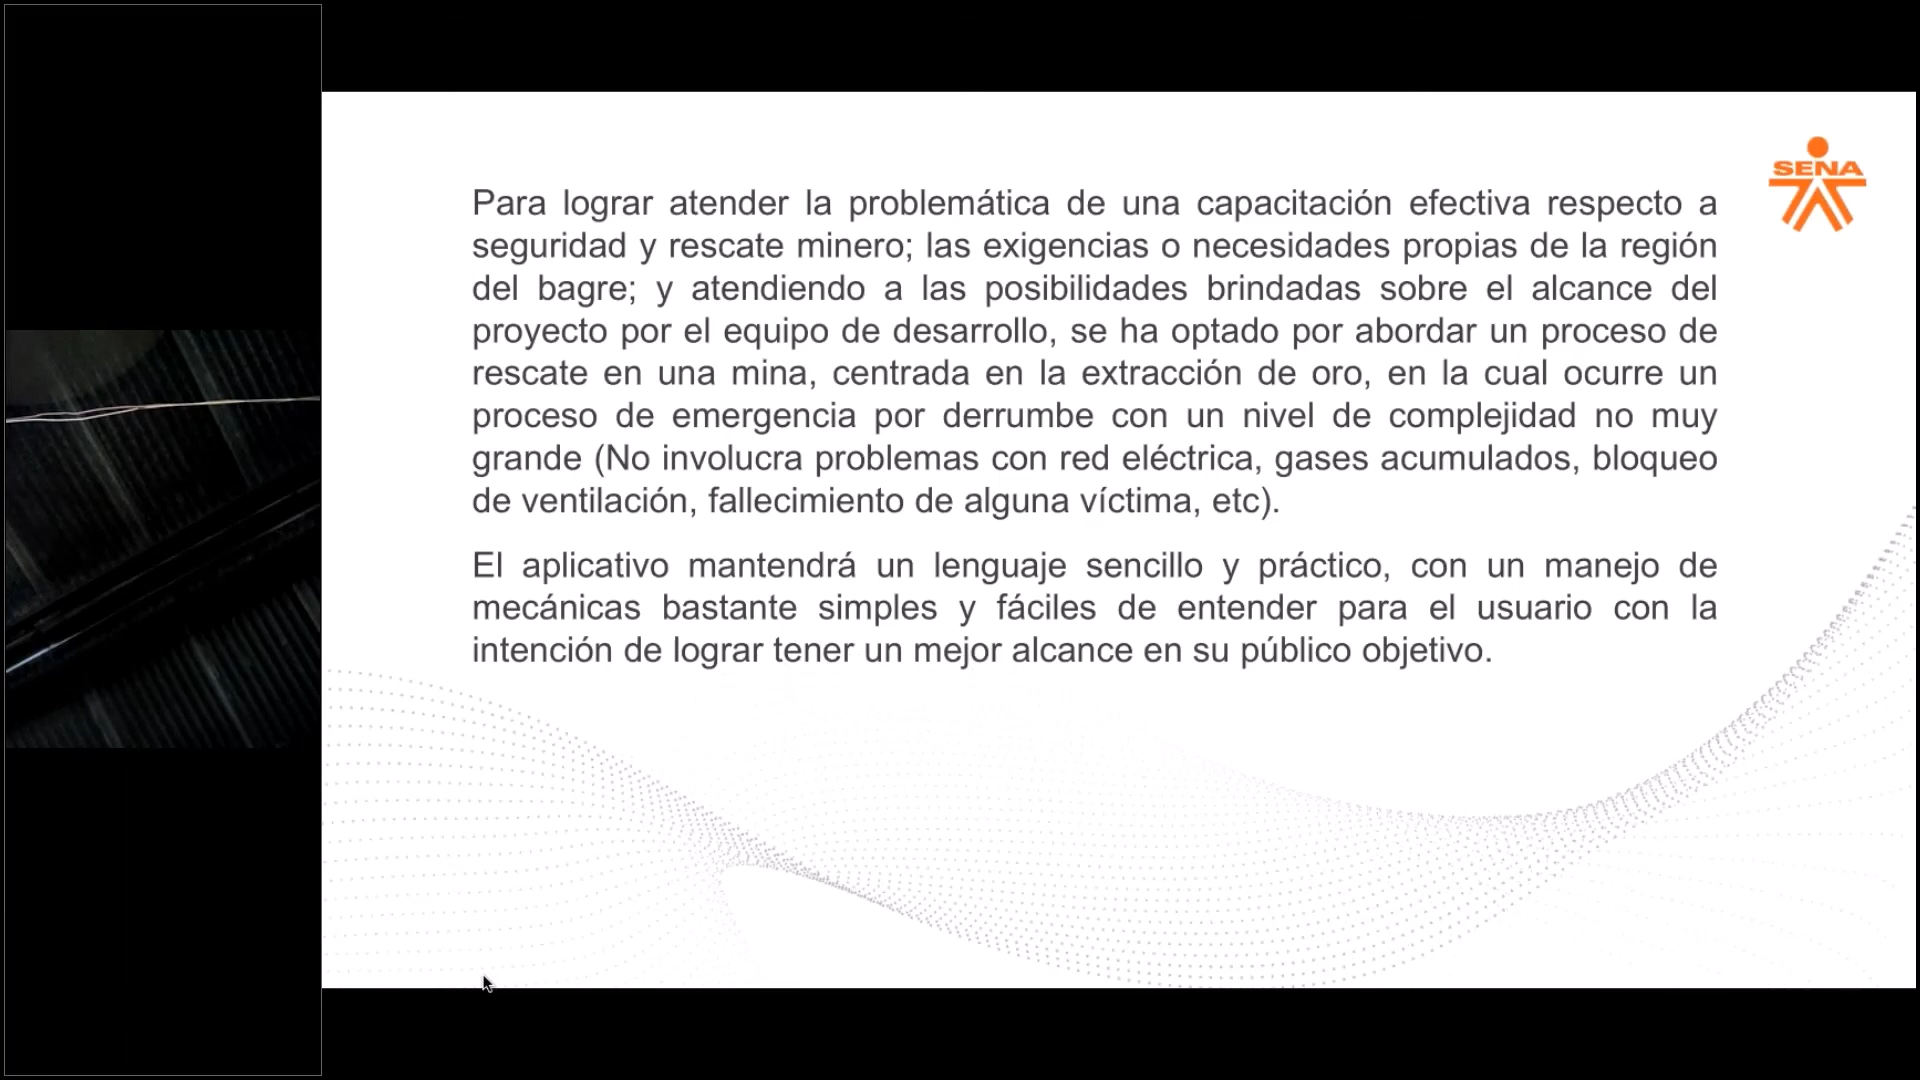 SENA
Para lograr atender la problemática de una capacitación efectiva respecto a
seguridad y rescate minero; las exigencias o necesidades propias de la región
del bagre; y atendiendo a las posibilidades brindadas sobre el alcance del
proyecto por el equipo de desarrollo, se ha optado por abordar un proceso de
rescate en una mina, centrada en la extracción de oro, en la cual ocurre un
proceso de emergencia por derrumbe con un nivel de complejidad no muy
grande (No involucra problemas con red eléctrica, gases acumulados, bloqueo
de ventilación, fallecimiento de alguna víctima, etc).
El aplicativo mantendrá un lenguaje sencillo y práctico, con un manejo de
mecánicas bastante simples y fáciles de entender para el usuario con la
intención de lograr tener un mejor alcance en su público objetivo.